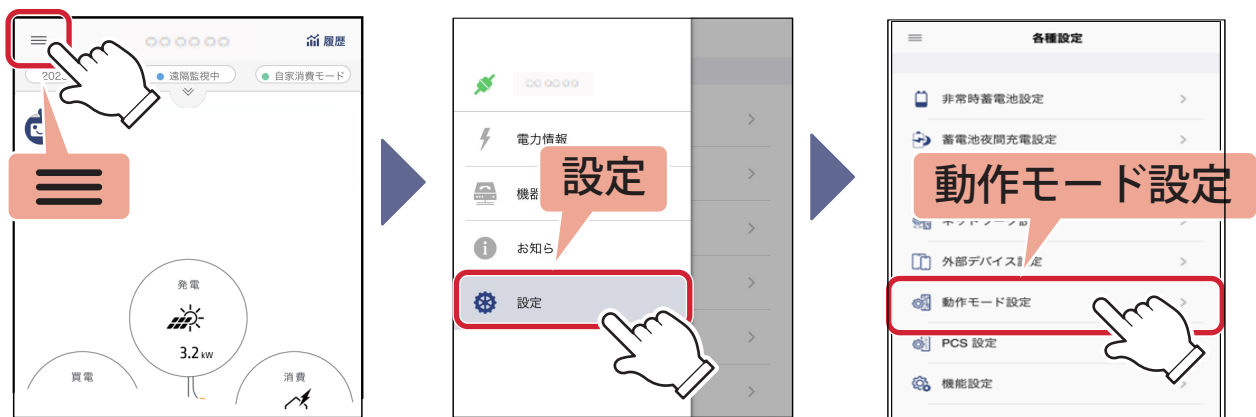 ○○○○○○
履歴
202
遠隔監視中
自家消費モード
発電
3.2 kw
買電
消費
○○○○○○
電力情報
設定
機器
お知ら
設定
各種設定
非常時蓄電池設定
蓄電池夜間充電設定
動作モード設定
外部デバイス設定
動作モード設定
PCS 設定
機能設定